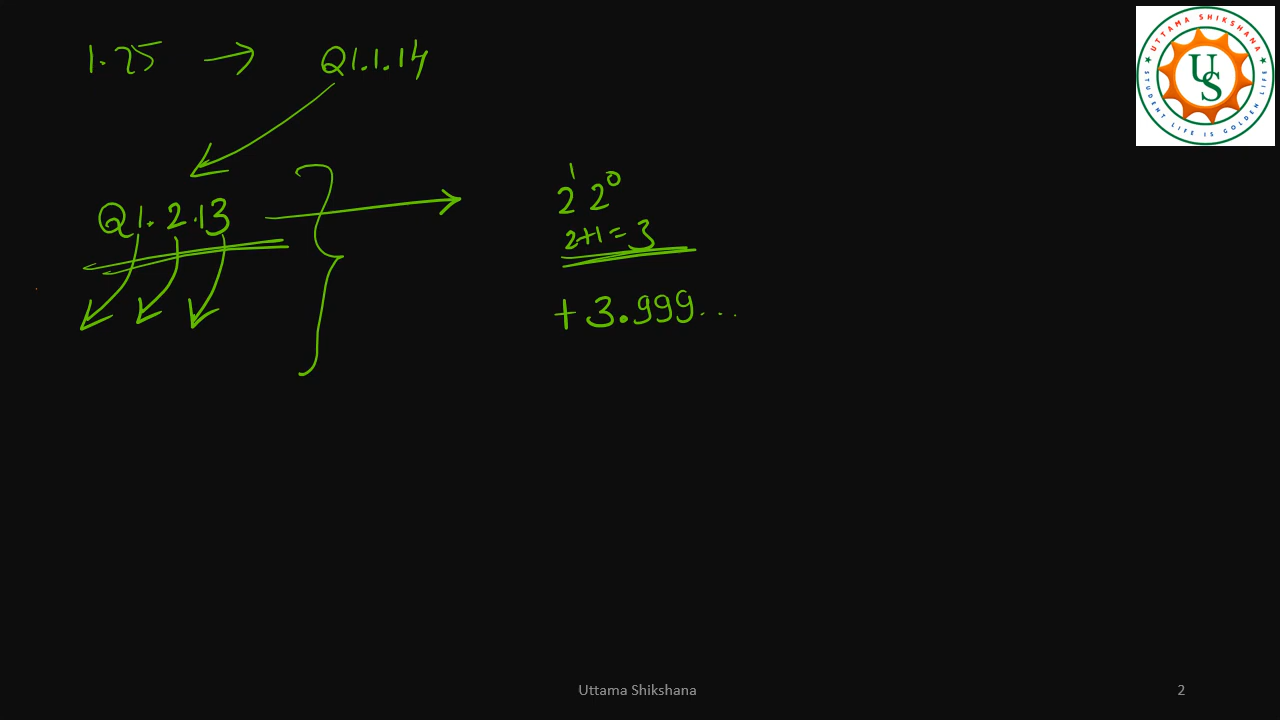 1.25 → Q1.1.14
Q1.2.13
2¹ 2⁰
2+1=3
+3.999...
UTTAMA SHIKSHANA
US
STUDENT LIFE IS GOLDEN LIFE
Uttama Shikshana
2